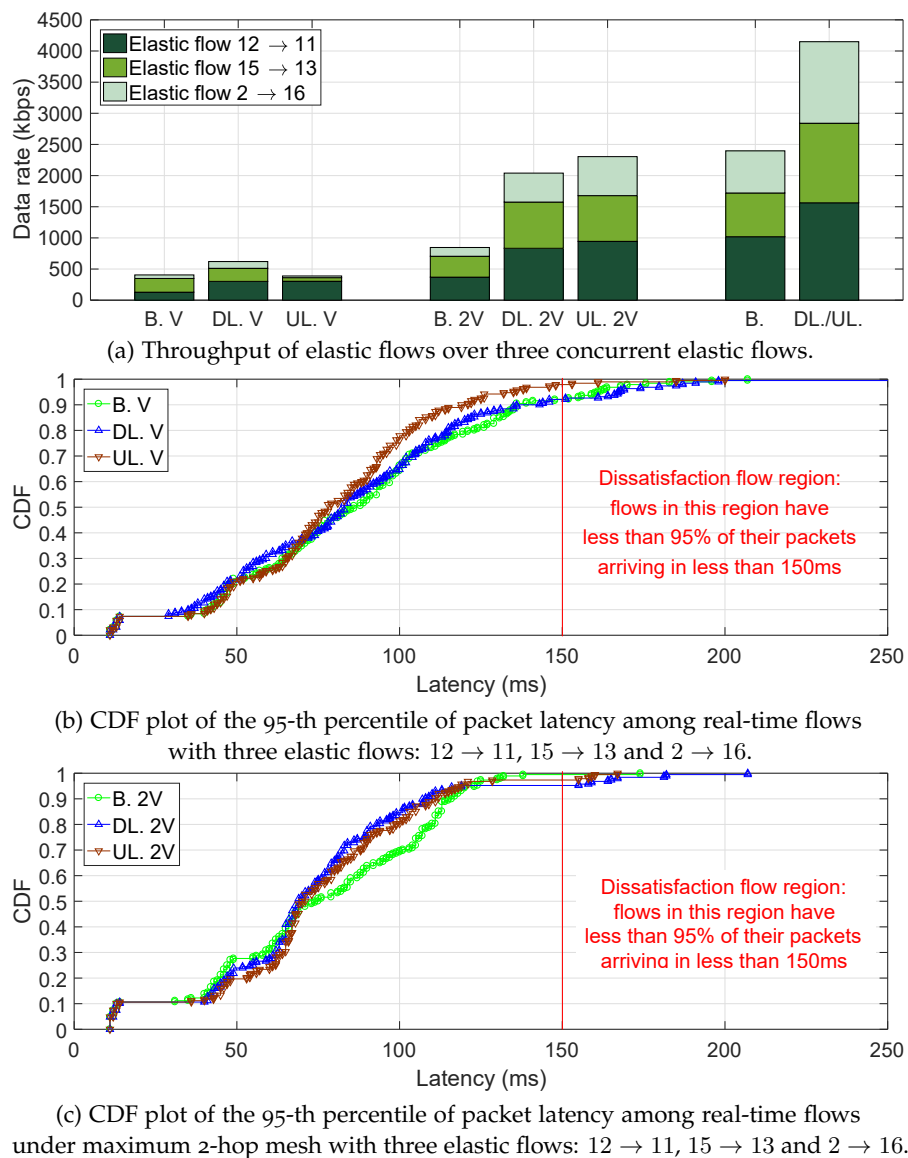 4500
4000
3500
3000
2500
2000
1500
1000
500
0
Data rate (kbps)
Elastic flow 12 → 11
Elastic flow 15 → 13
Elastic flow 2 → 16
B. V DL. V UL. V B. 2V DL. 2V UL. 2V B. DL./UL.
(a) Throughput of elastic flows over three concurrent elastic flows.
1
0.9
0.8
0.7
0.6
0.5
0.4
0.3
0.2
0.1
0
CDF
B. V
DL. V
UL. V
Dissatisfaction flow region:
flows in this region have
less than 95% of their packets
arriving in less than 150ms
0 50 100 150 200 250
Latency (ms)
(b) CDF plot of the 95-th percentile of packet latency among real-time flows
with three elastic flows: 12 → 11, 15 → 13 and 2 → 16.
1
0.9
0.8
0.7
0.6
0.5
0.4
0.3
0.2
0.1
0
CDF
B. 2V
DL. 2V
UL. 2V
Dissatisfaction flow region:
flows in this region have
less than 95% of their packets
arriving in less than 150ms
0 50 100 150 200 250
Latency (ms)
(c) CDF plot of the 95-th percentile of packet latency among real-time flows
under maximum 2-hop mesh with three elastic flows: 12 → 11, 15 → 13 and 2 → 16.